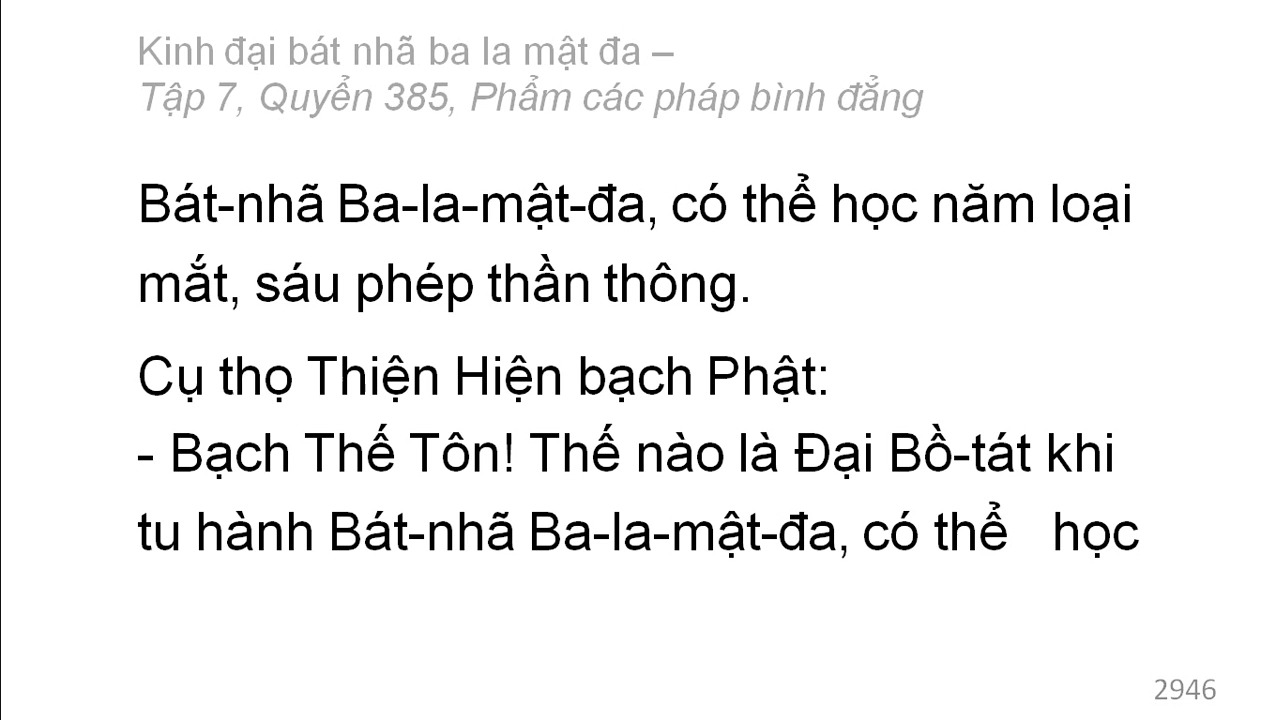 Kinh đại bát nhã ba la mật đa –
Tập 7, Quyển 385, Phẩm các pháp bình đẳng
Bát-nhã Ba-la-mật-đa, có thể học năm loại
mắt, sáu phép thần thông.
Cụ thọ Thiện Hiện bạch Phật:
- Bạch Thế Tôn! Thế nào là Đại Bồ-tát khi
tu hành Bát-nhã Ba-la-mật-đa, có thể học
2946